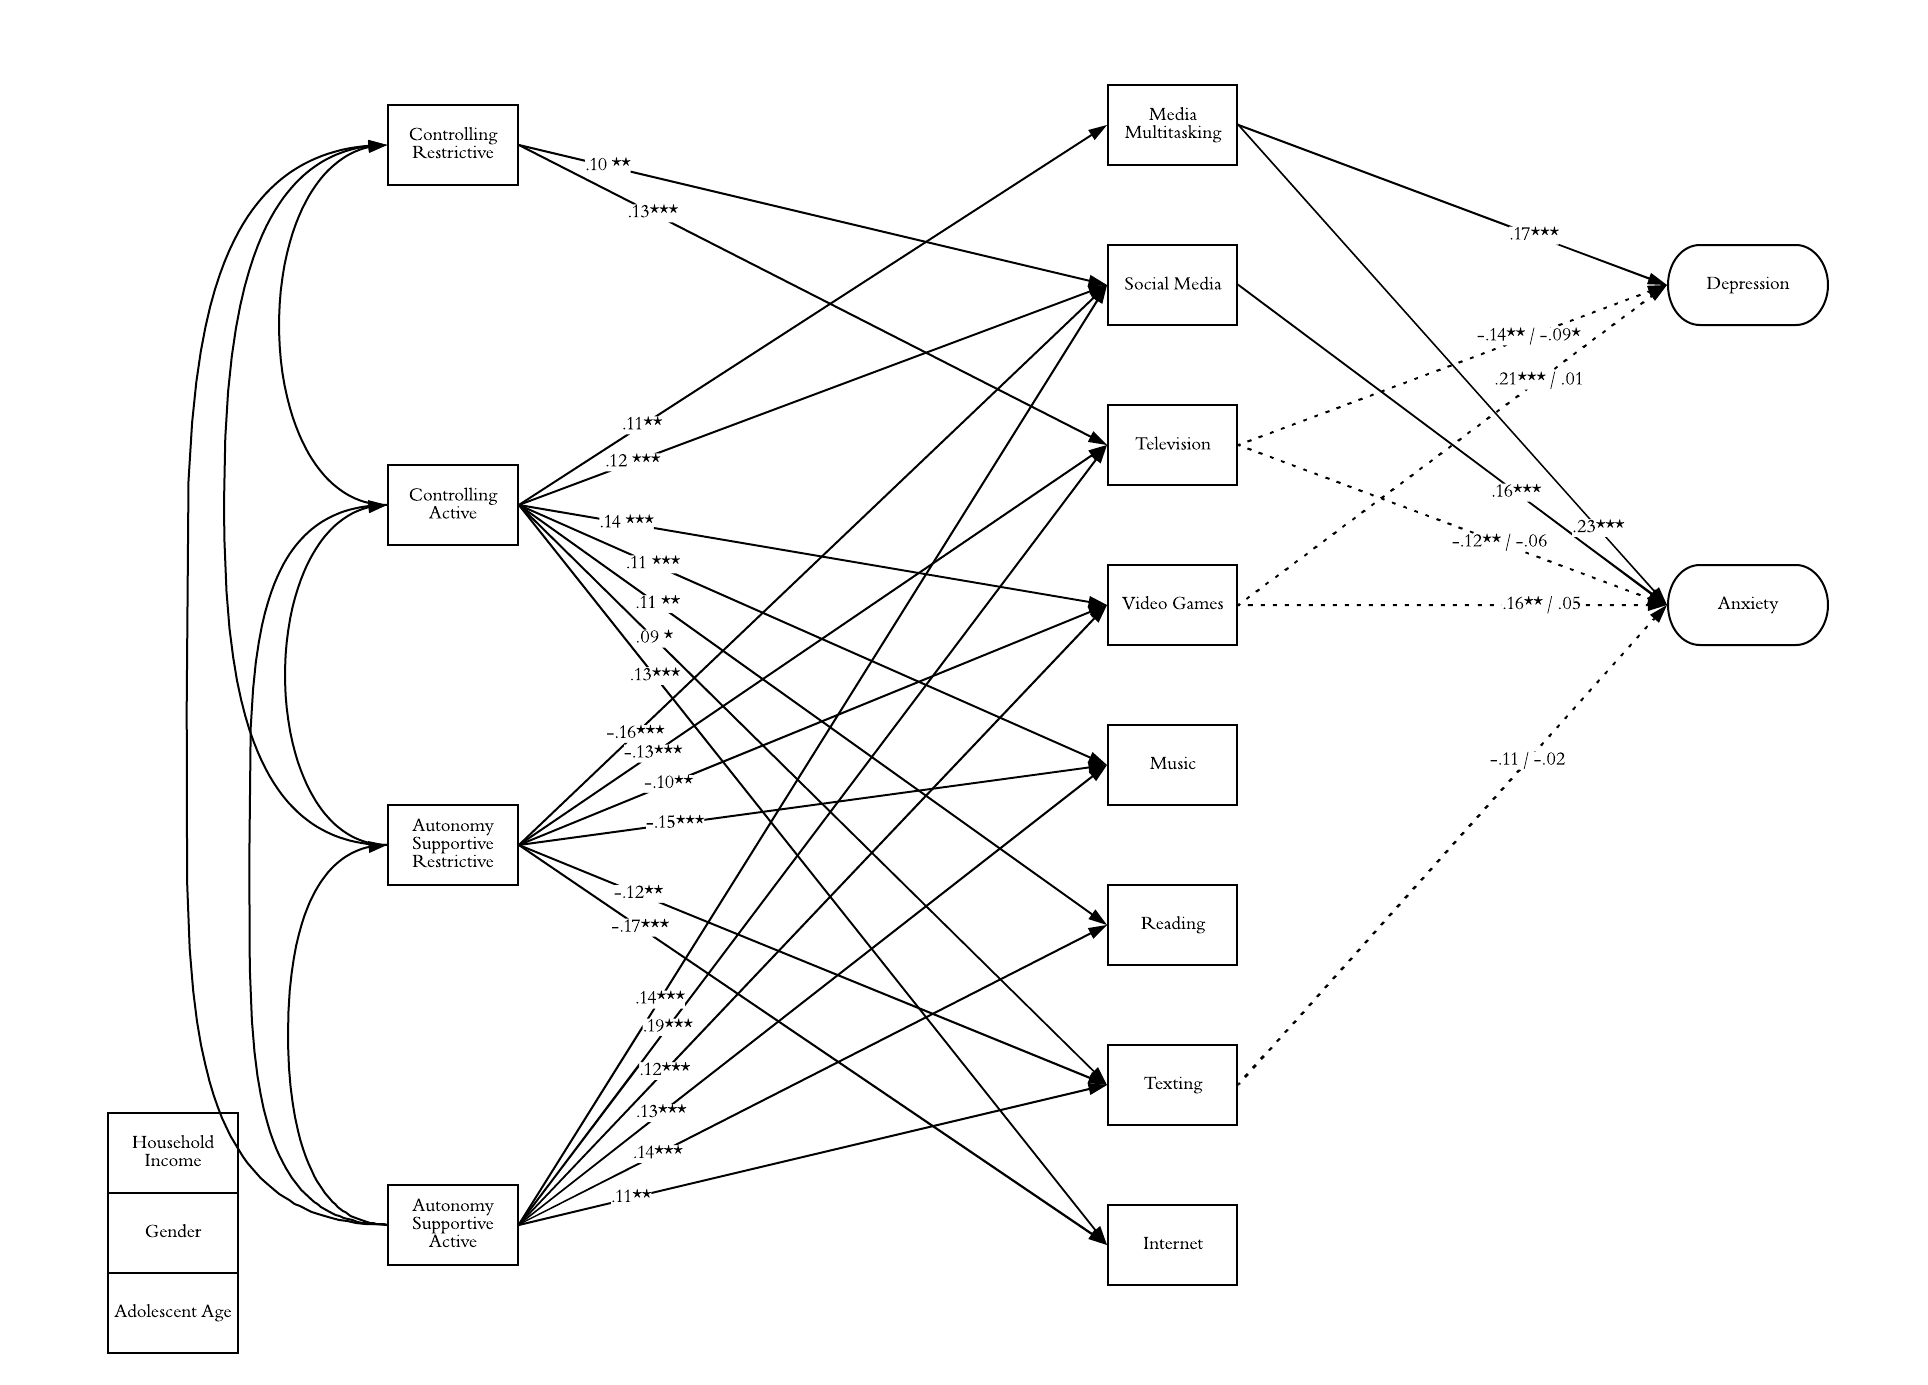 Controlling
Restrictive
Controlling
Active
Autonomy
Supportive
Restrictive
Autonomy
Supportive
Active
Household
Income
Gender
Adolescent Age
.10 ★★
.13★★★
.11★★
.12 ★★★
.14 ★★★
.11 ★★★
.11 ★★
.09 ★
.13★★★
-.16★★★
-.13★★★
-.10★★
-.15★★★
-.12★★
-.17★★★
.14★★★
.19★★★
.12★★★
.13★★★
.14★★★
.11★★
Media
Multitasking
Social Media
Television
Video Games
Music
Reading
Texting
Internet
.17★★★
-.14★★ / -.09★
.21★★★ / .01
.16★★★
.23★★★
-.12★★ / -.06
.16★★ / .05
-.11 / -.02
Depression
Anxiety